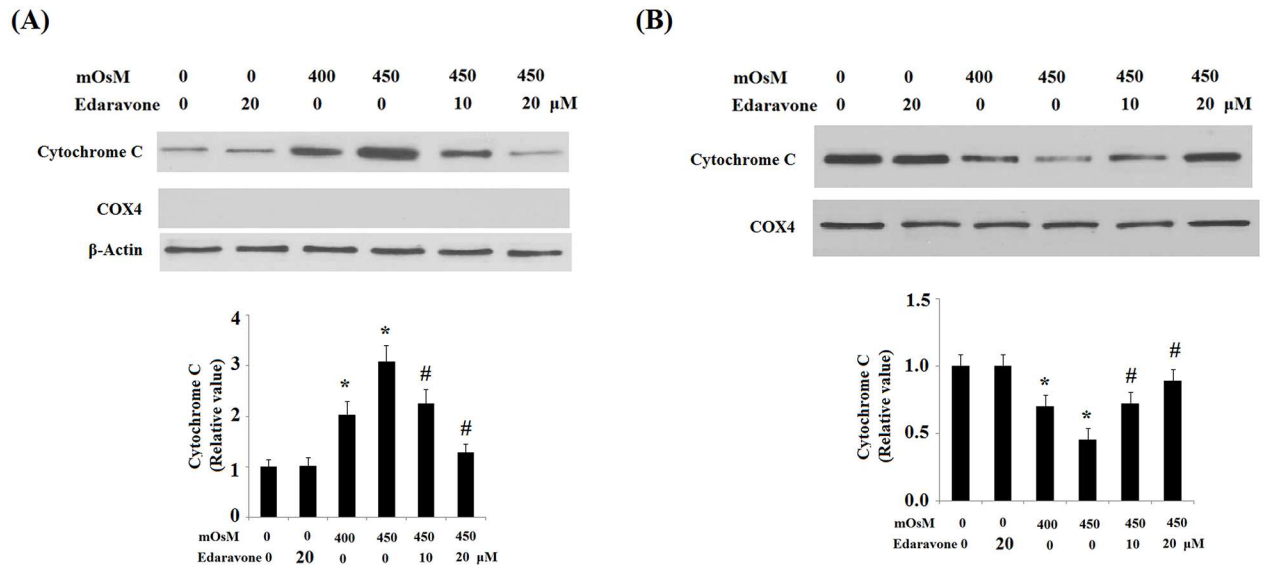 (A)
mOsM 0 0 400 450 450 450
Edaravone 0 20 0 0 10 20 μM
Cytochrome C
COX4
β-Actin
Cytochrome C
(Relative value)
4
3
2
1
0
*
*
#
#
mOsM 0 0 400 450 450 450
Edaravone 0 20 0 0 10 20 μM
(B)
mOsM 0 0 400 450 450 450
Edaravone 0 20 0 0 10 20 μM
Cytochrome C
COX4
Cytochrome C
(Relative value)
1.5
1.0
0.5
0.0
*
*
#
#
mOsM 0 0 400 450 450 450
Edaravone 0 20 0 0 10 20 μM